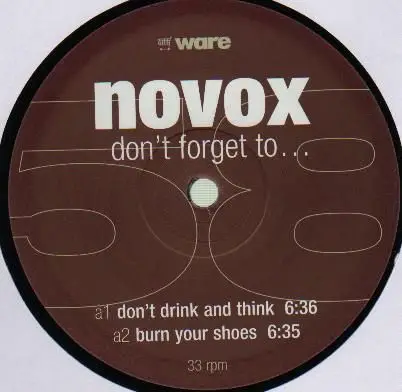 ware
novox
don't forget to...
58
a1 don't drink and think 6:36
a2 burn your shoes 6:35
33 rpm